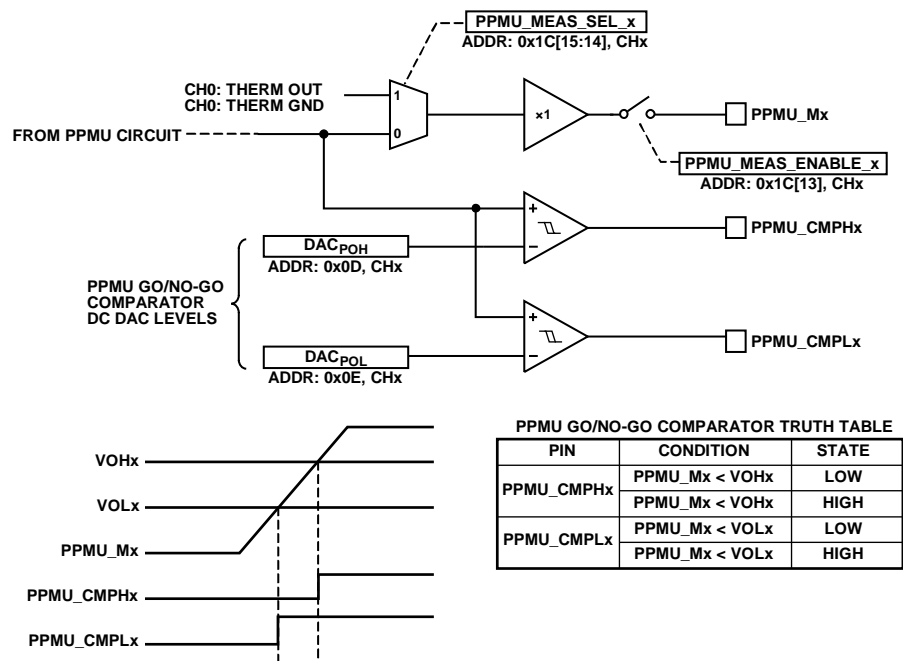 PPMU_MEAS_SEL_x
ADDR: 0x1C[15:14], CHx
CH0: THERM OUT
CH0: THERM GND
1
0
FROM PPMU CIRCUIT
×1
PPMU_Mx
PPMU_MEAS_ENABLE_x
ADDR: 0x1C[13], CHx
+
−
PPMU_CMPHx
DACPOH
ADDR: 0x0D, CHx
PPMU GO/NO-GO
COMPARATOR
DC DAC LEVELS
+
−
PPMU_CMPLx
DACPOL
ADDR: 0x0E, CHx
VOHx
VOLx
PPMU_Mx
PPMU_CMPHx
PPMU_CMPLx
PPMU GO/NO-GO COMPARATOR TRUTH TABLE
PIN CONDITION STATE
PPMU_CMPHx PPMU_Mx < VOHx LOW
PPMU_Mx < VOHx HIGH
PPMU_CMPLx PPMU_Mx < VOLx LOW
PPMU_Mx < VOLx HIGH